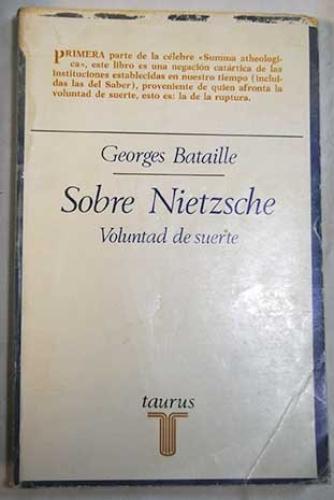 PRIMERA parte de la célebre «Summa atheologi-
ca», este libro es una negación catártica de las
instituciones establecidas en nuestro tiempo (inclui-
das las del Saber), proveniente de quien afronta la
voluntad de suerte, esto es: la de la ruptura.
Georges Bataille
Sobre Nietzsche
Voluntad de suerte
taurus